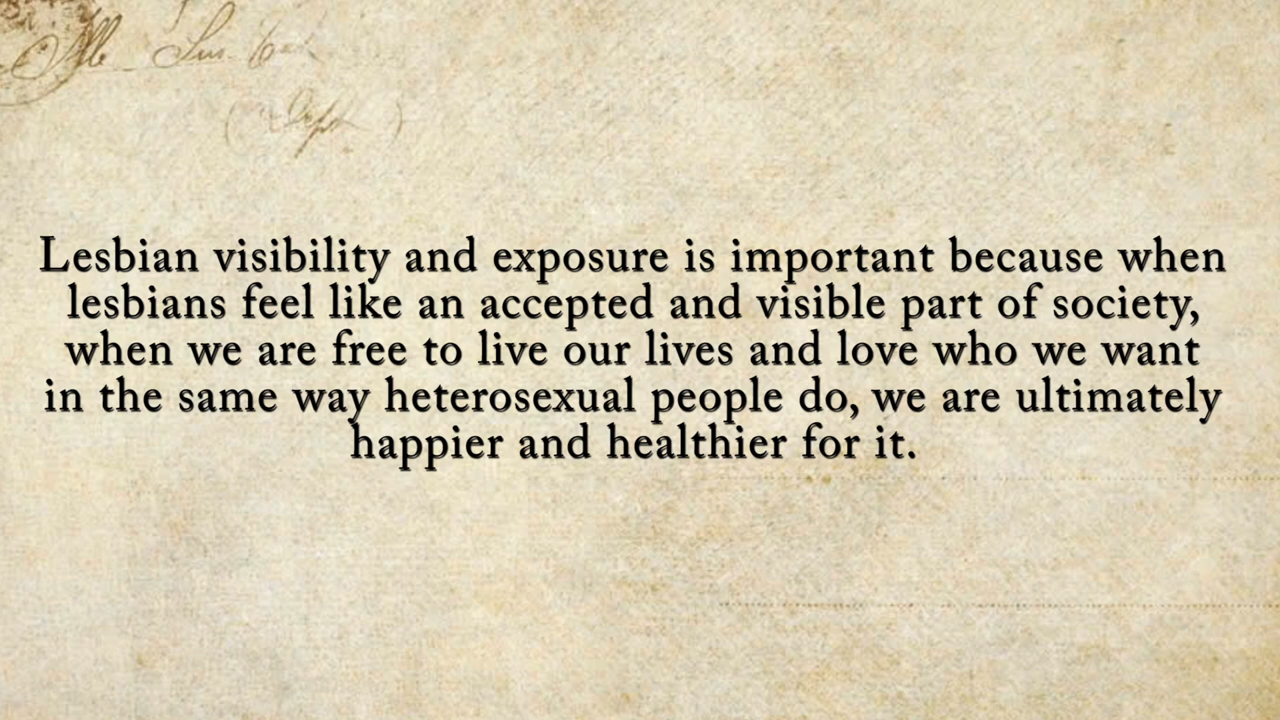 Lesbian visibility and exposure is important because when
lesbians feel like an accepted and visible part of society,
when we are free to live our lives and love who we want
in the same way heterosexual people do, we are ultimately
happier and healthier for it.